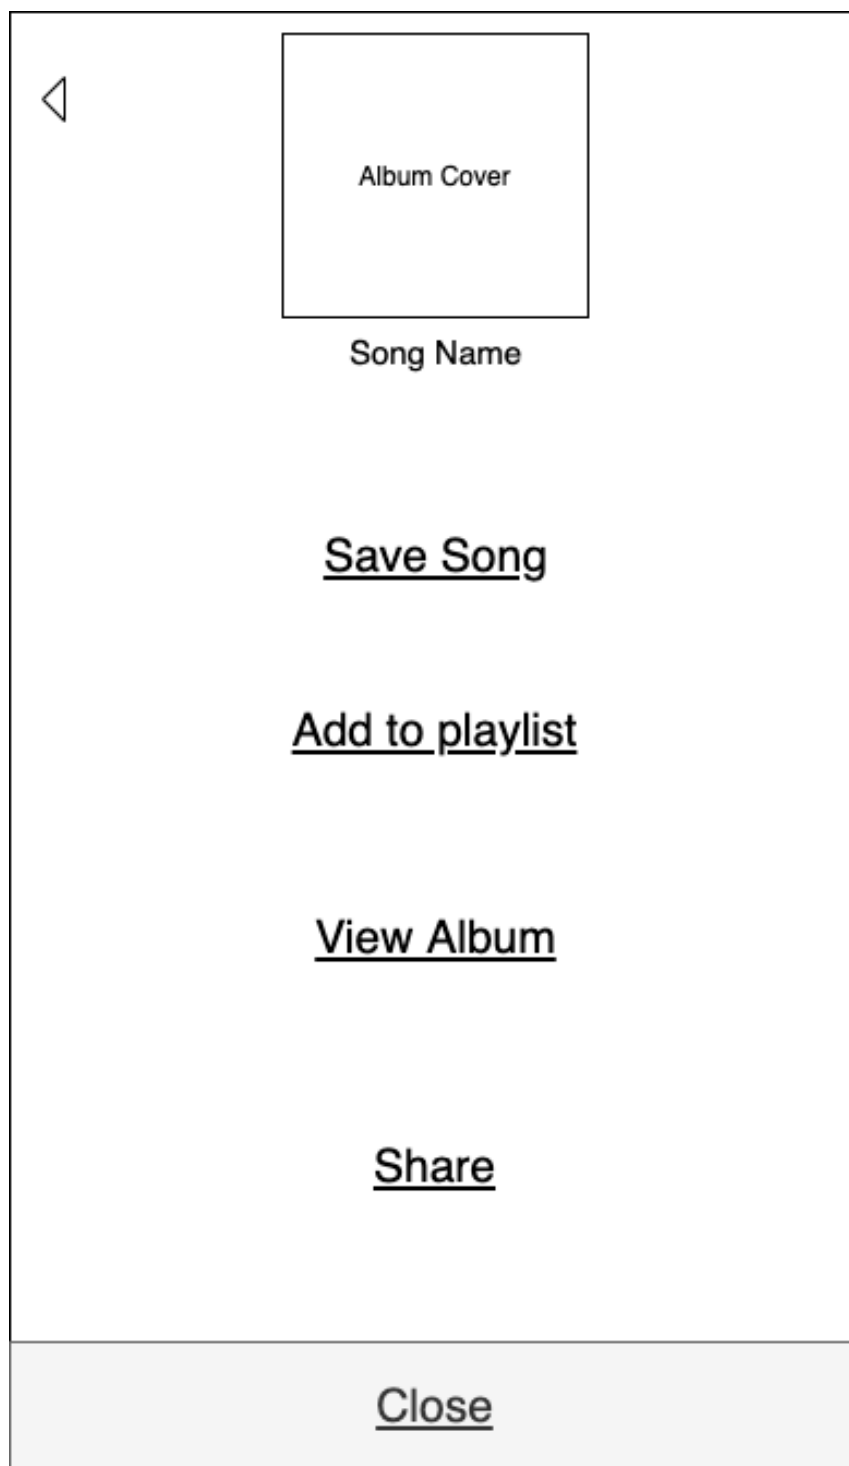 Album Cover
Song Name
Save Song
Add to playlist
View Album
Share
Close